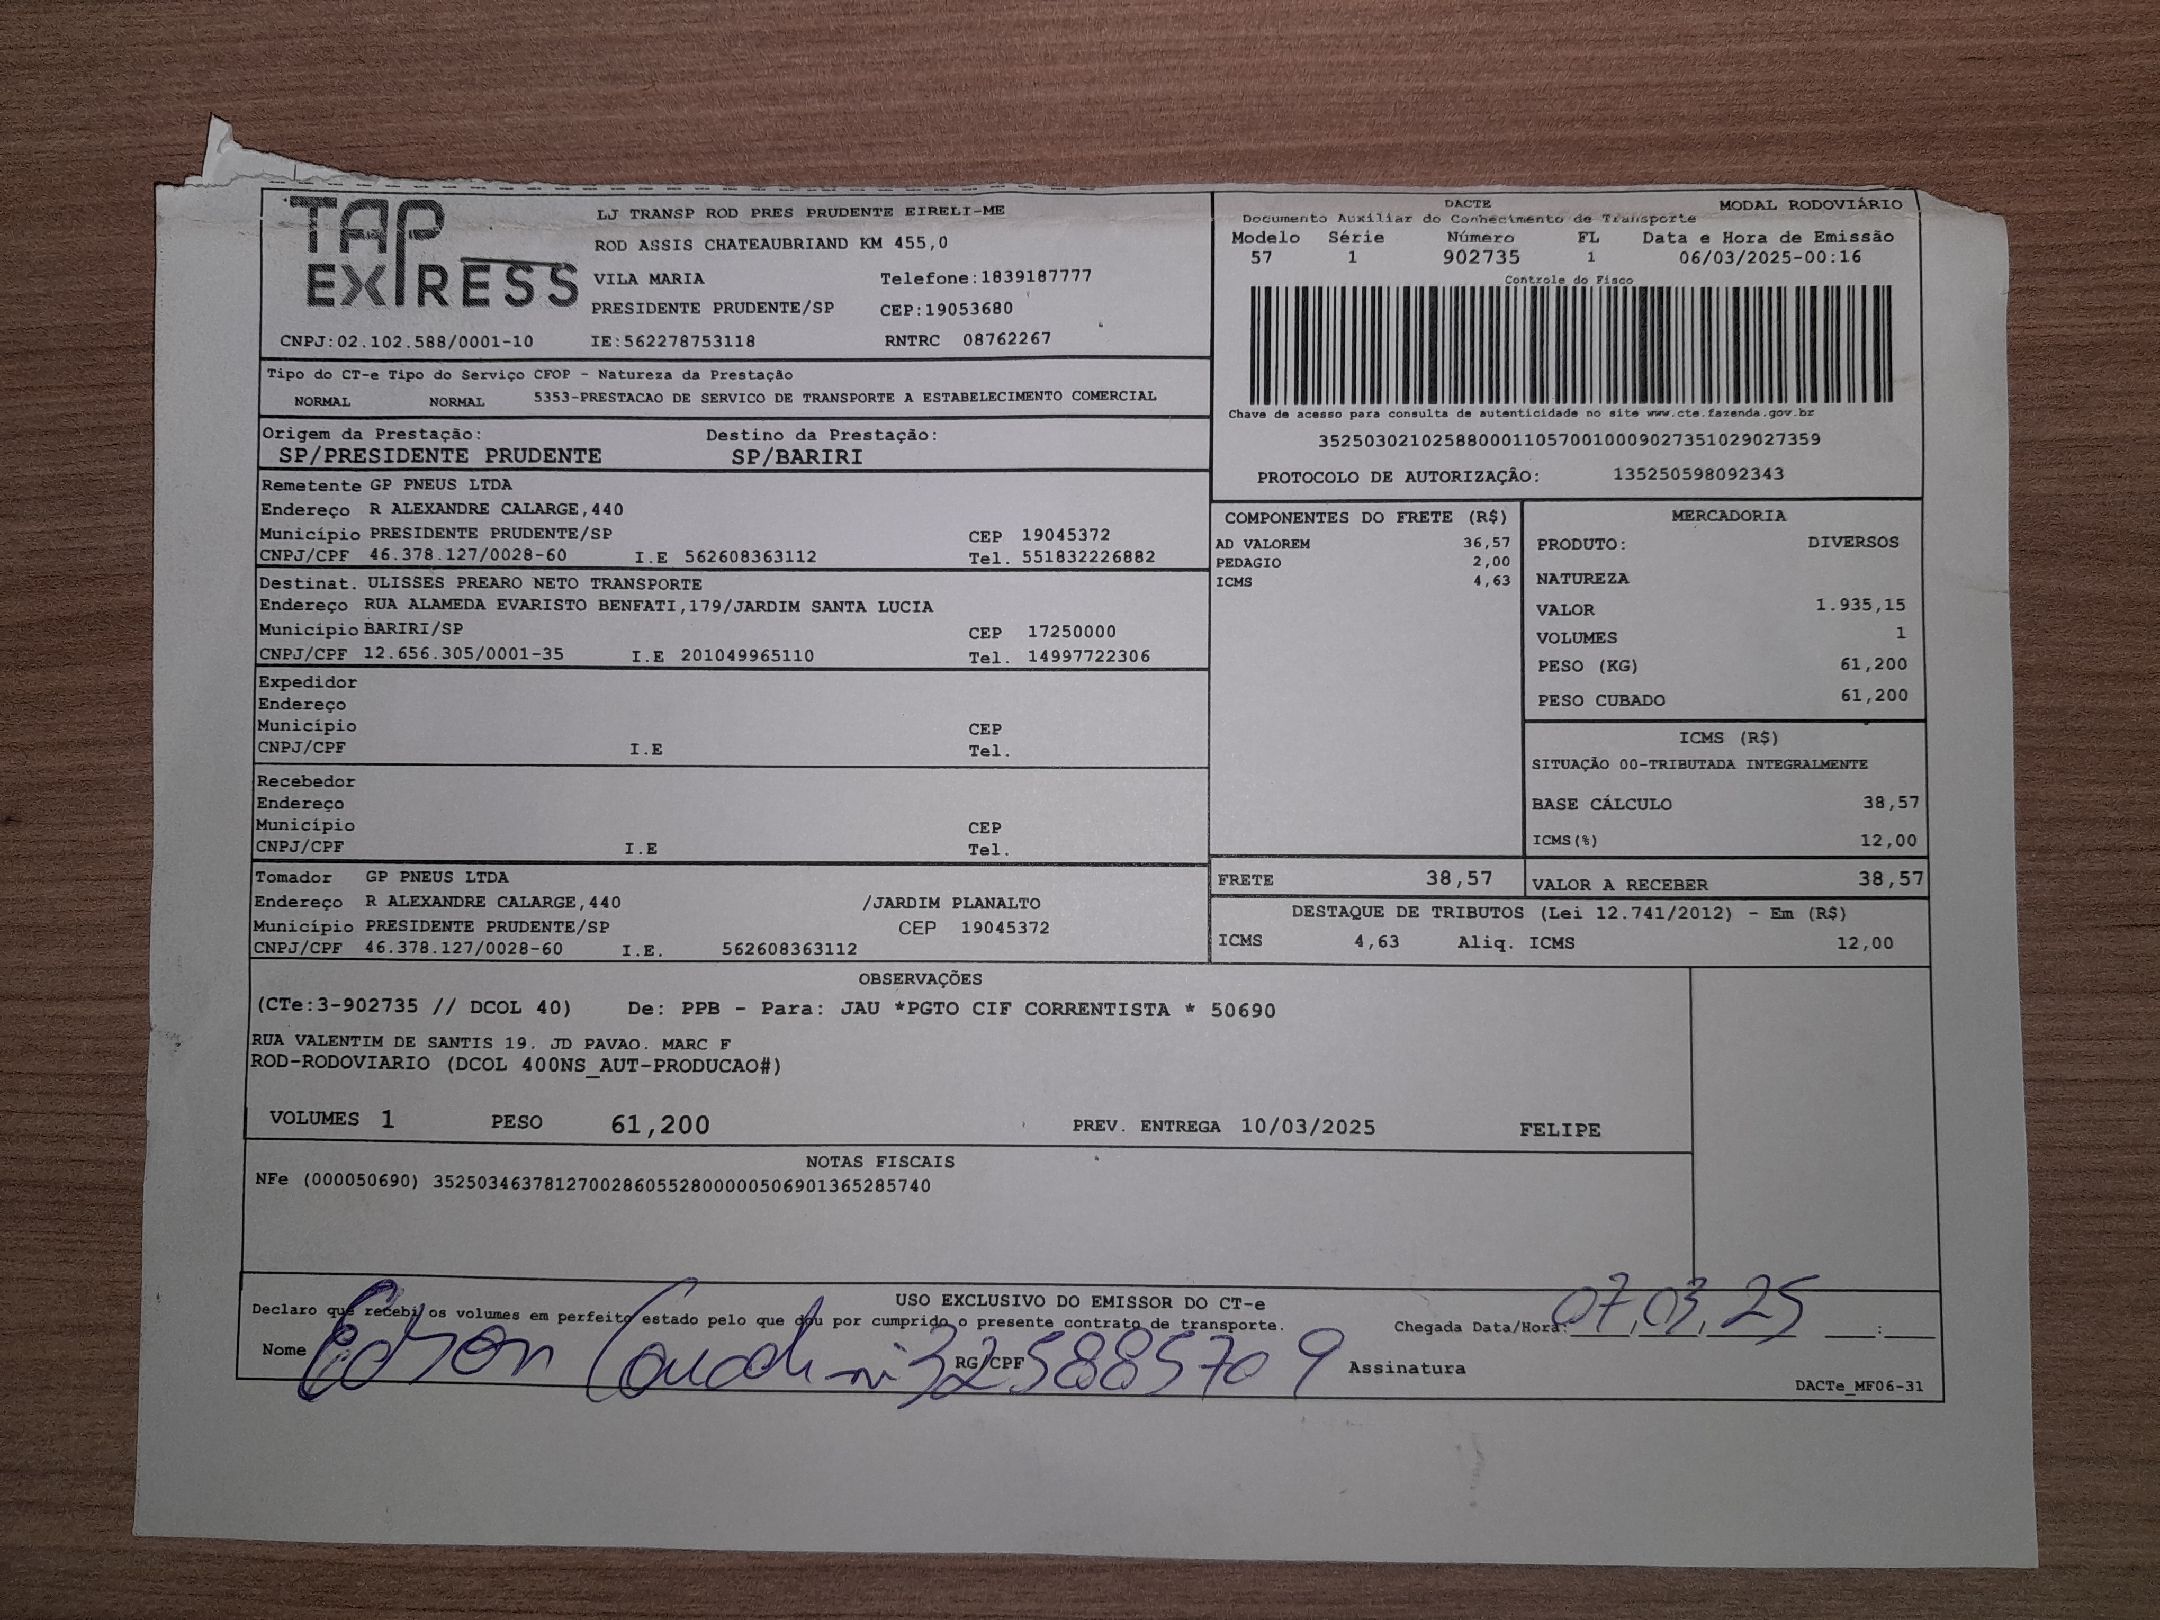 TAP EXPRESS
LJ TRANSP ROD PRES PRUDENTE EIRELI-ME
ROD ASSIS CHATEAUBRIAND KM 455,0
VILA MARIA Telefone:1839187777
PRESIDENTE PRUDENTE/SP CEP:19053680
CNPJ:02.102.588/0001-10 IE:562278753118 RNTRC 08762267
DACTE MODAL RODOVIÁRIO
Documento Auxiliar do Conhecimento de Transporte
Modelo Série Número FL Data e Hora de Emissão
57 1 902735 1 06/03/2025-00:16
Controle do Fisco
Chave de acesso para consulta de autenticidade no site www.cte.fazenda.gov.br
35250302102588000110570010009027351029027359
PROTOCOLO DE AUTORIZAÇÃO: 135250598092343
Tipo do CT-e Tipo do Serviço CFOP - Natureza da Prestação
NORMAL NORMAL 5353-PRESTACAO DE SERVICO DE TRANSPORTE A ESTABELECIMENTO COMERCIAL
Origem da Prestação: Destino da Prestação:
SP/PRESIDENTE PRUDENTE SP/BARIRI
Remetente GP PNEUS LTDA
Endereço R ALEXANDRE CALARGE,440
Município PRESIDENTE PRUDENTE/SP CEP 19045372
CNPJ/CPF 46.378.127/0028-60 I.E 562608363112 Tel. 551832226882
Destinat. ULISSES PREARO NETO TRANSPORTE
Endereço RUA ALAMEDA EVARISTO BENFATI,179/JARDIM SANTA LUCIA
Município BARIRI/SP CEP 17250000
CNPJ/CPF 12.656.305/0001-35 I.E 201049965110 Tel. 14997722306
Expedidor
Endereço
Município CEP
CNPJ/CPF I.E Tel.
Recebedor
Endereço
Município CEP
CNPJ/CPF I.E Tel.
Tomador GP PNEUS LTDA
Endereço R ALEXANDRE CALARGE,440 /JARDIM PLANALTO
Município PRESIDENTE PRUDENTE/SP CEP 19045372
CNPJ/CPF 46.378.127/0028-60 I.E. 562608363112
COMPONENTES DO FRETE (R$)
AD VALOREM 36,57
PEDAGIO 2,00
ICMS 4,63
MERCADORIA
PRODUTO: DIVERSOS
NATUREZA
VALOR 1.935,15
VOLUMES 1
PESO (KG) 61,200
PESO CUBADO 61,200
ICMS (R$)
SITUAÇÃO 00-TRIBUTADA INTEGRALMENTE
BASE CÁLCULO 38,57
ICMS(%) 12,00
FRETE 38,57 VALOR A RECEBER 38,57
DESTAQUE DE TRIBUTOS (Lei 12.741/2012) - Em (R$)
ICMS 4,63 Aliq. ICMS 12,00
OBSERVAÇÕES
(CTe:3-902735 // DCOL 40) De: PPB - Para: JAU *PGTO CIF CORRENTISTA * 50690
RUA VALENTIM DE SANTIS 19. JD PAVAO. MARC F
ROD-RODOVIARIO (DCOL 400NS_AUT-PRODUCAO#)
VOLUMES 1 PESO 61,200 PREV. ENTREGA 10/03/2025 FELIPE
NOTAS FISCAIS
NFe (000050690) 35250346378127002860552800000506901365285740
USO EXCLUSIVO DO EMISSOR DO CT-e
Declaro que recebi os volumes em perfeito estado pelo que dou por cumprido o presente contrato de transporte.
Chegada Data/Hora: 07,03,25 :
Nome Edson RG/CPF 325885709 Assinatura
DACTe_MF06-31